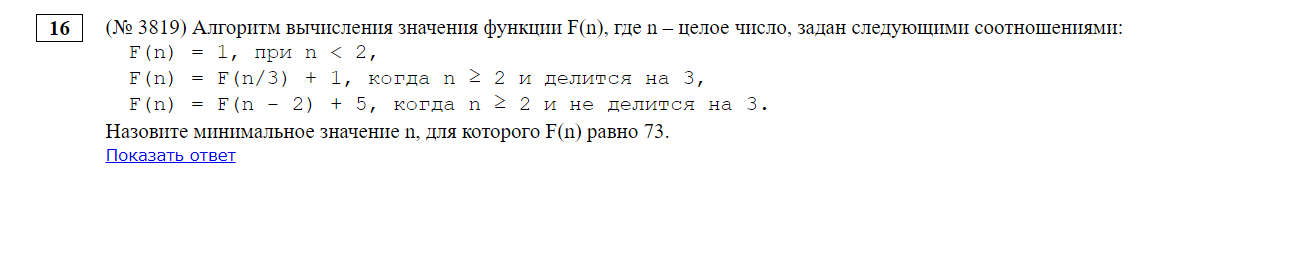 16 (№ 3819) Алгоритм вычисления значения функции F(n), где n – целое число, задан следующими соотношениями:
F(n) = 1, при n < 2,
F(n) = F(n/3) + 1, когда n ≥ 2 и делится на 3,
F(n) = F(n - 2) + 5, когда n ≥ 2 и не делится на 3.
Назовите минимальное значение n, для которого F(n) равно 73.
Показать ответ